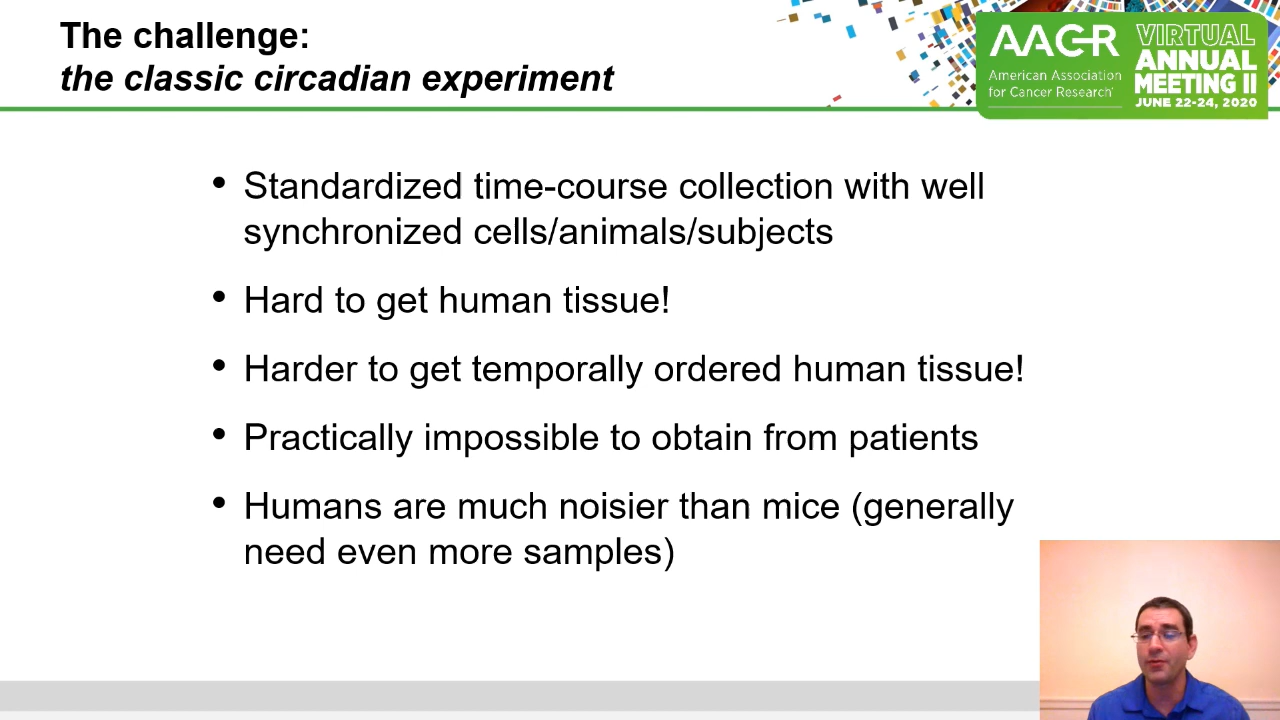 The challenge:
the classic circadian experiment
AACR
American Association
for Cancer Research®
VIRTUAL
ANNUAL
MEETING II
JUNE 22-24, 2020
• Standardized time-course collection with well
synchronized cells/animals/subjects
• Hard to get human tissue!
• Harder to get temporally ordered human tissue!
• Practically impossible to obtain from patients
• Humans are much noisier than mice (generally
need even more samples)